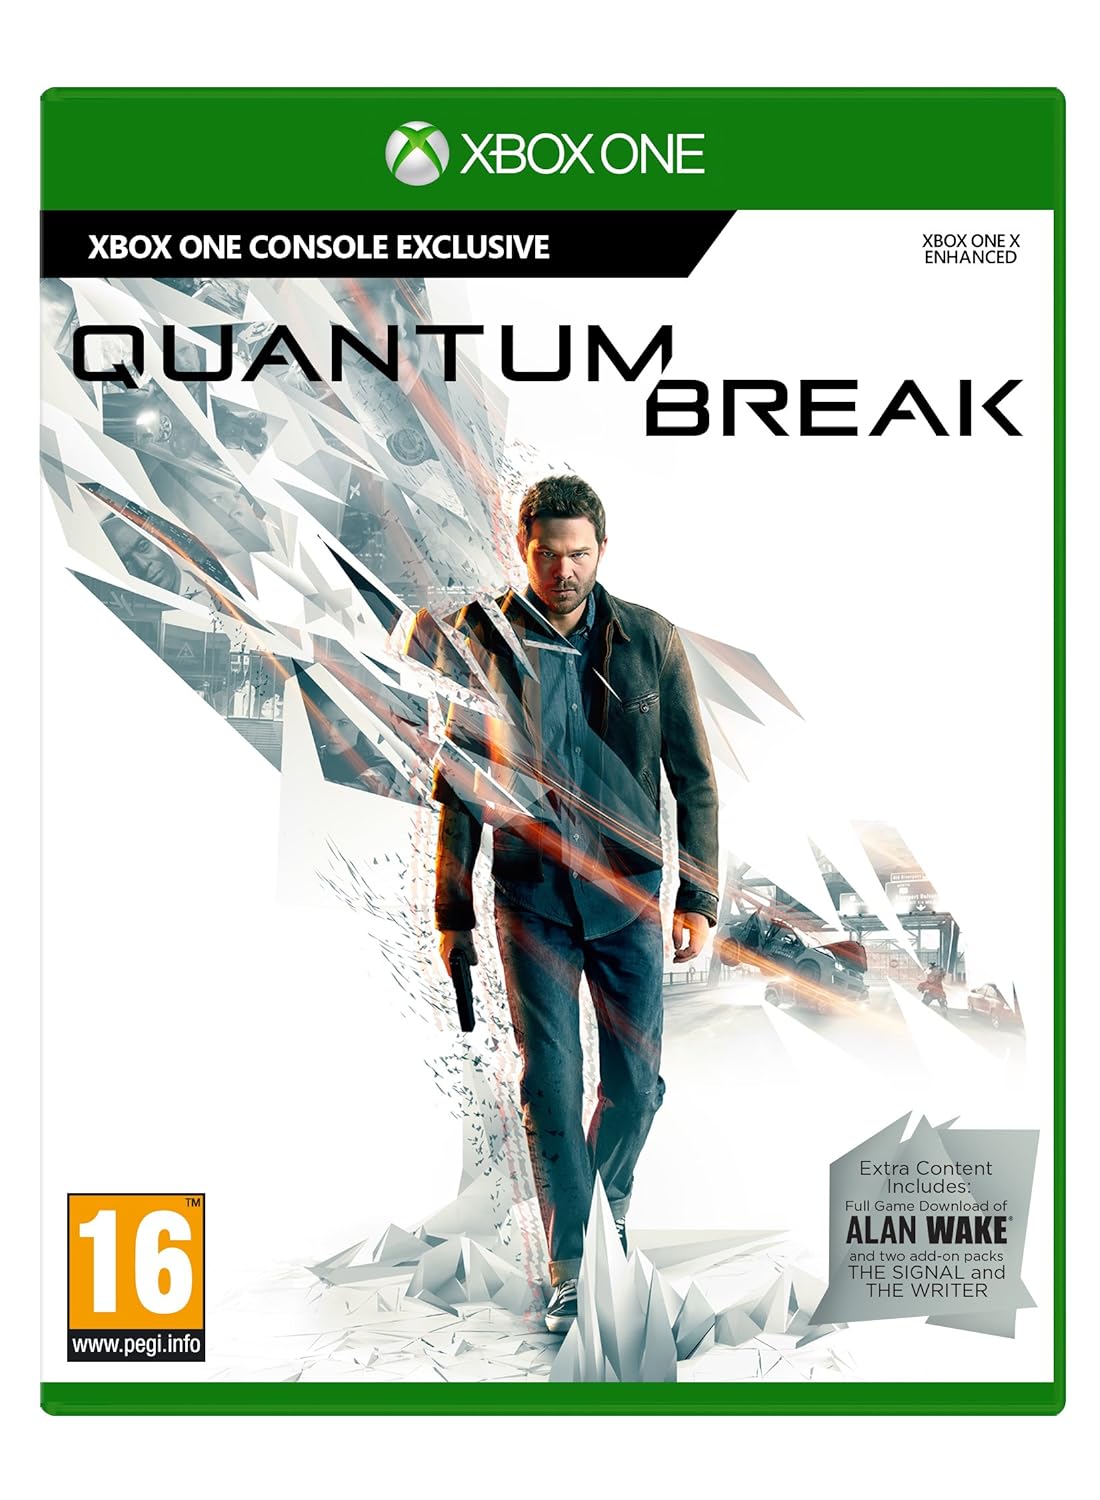 XBOX ONE
XBOX ONE CONSOLE EXCLUSIVE
XBOX ONE X
ENHANCED
QUANTUM
BREAK
Extra Content
Includes:
Full Game Download of
ALAN WAKE®
and two add-on packs
THE SIGNAL and
THE WRITER
16™
www.pegi.info